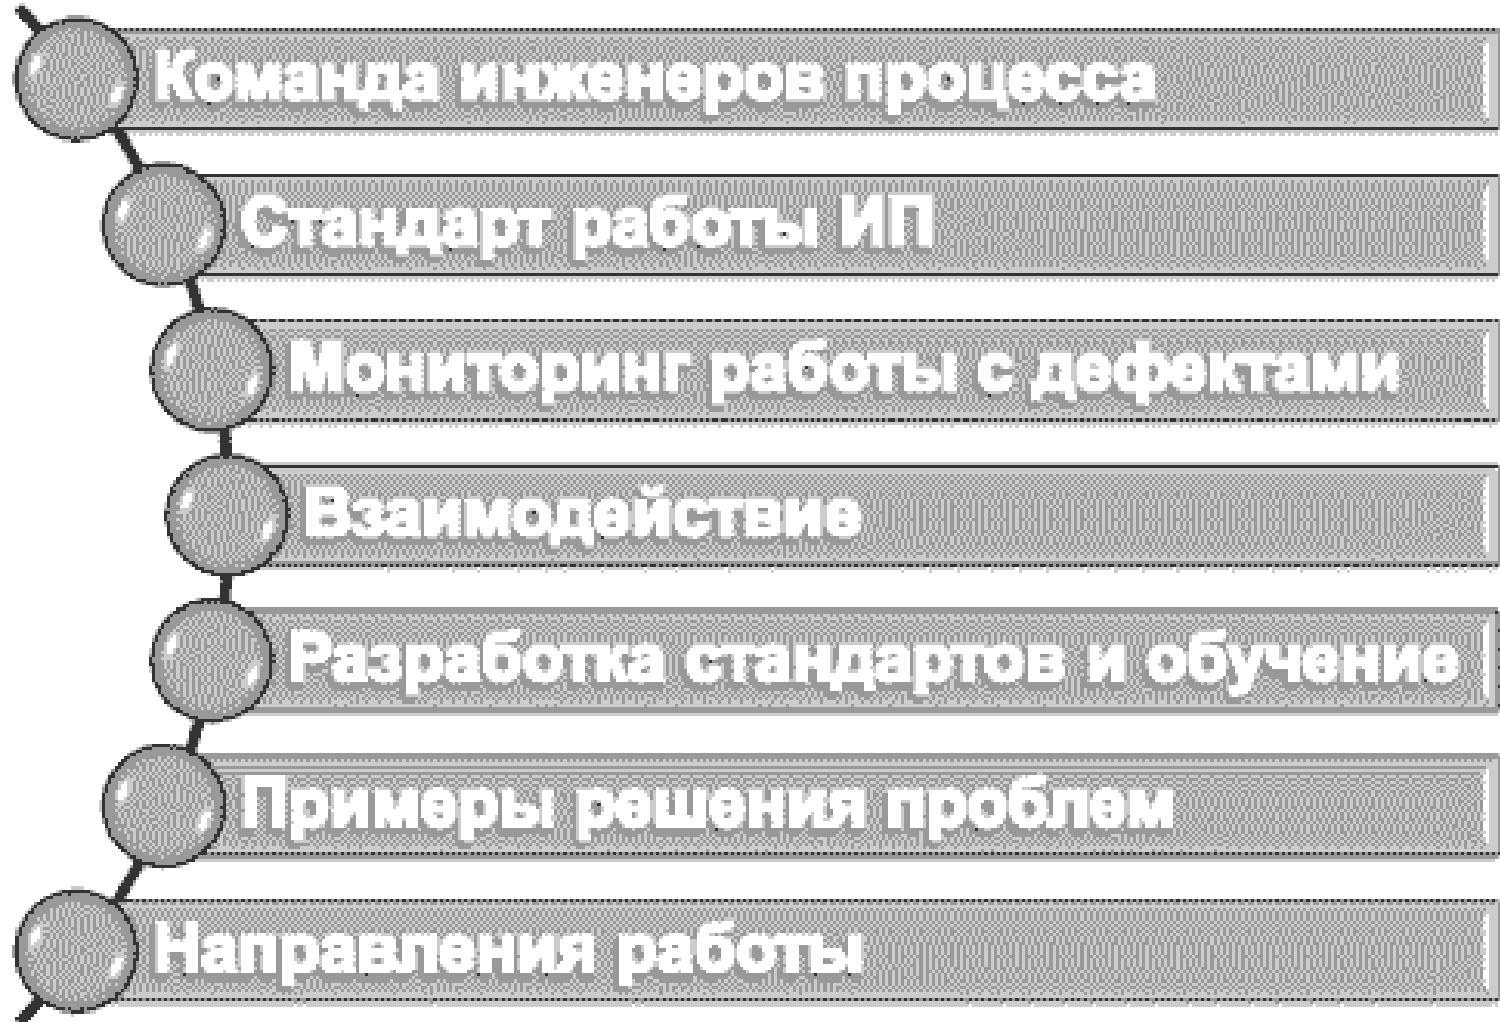 Команда инженеров процесса
Стандарт работы ИП
Мониторинг работы с дефектами
Взаимодействие
Разработка стандартов и обучение
Примеры решения проблем
Направления работы